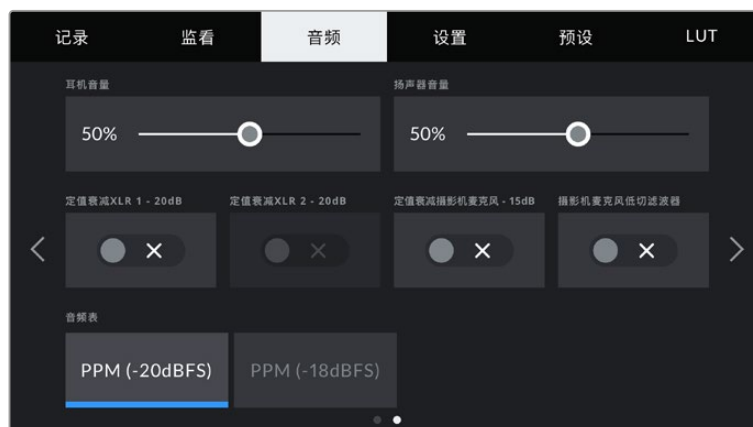 记录 监看 音频 设置 预设 LUT
耳机音量 扬声器音量
50% 50%
定值衰减XLR 1 - 20dB 定值衰减XLR 2 - 20dB 定值衰减摄影机麦克风 - 15dB 摄影机麦克风低切滤波器
音频表
PPM (-20dBFS) PPM (-18dBFS)